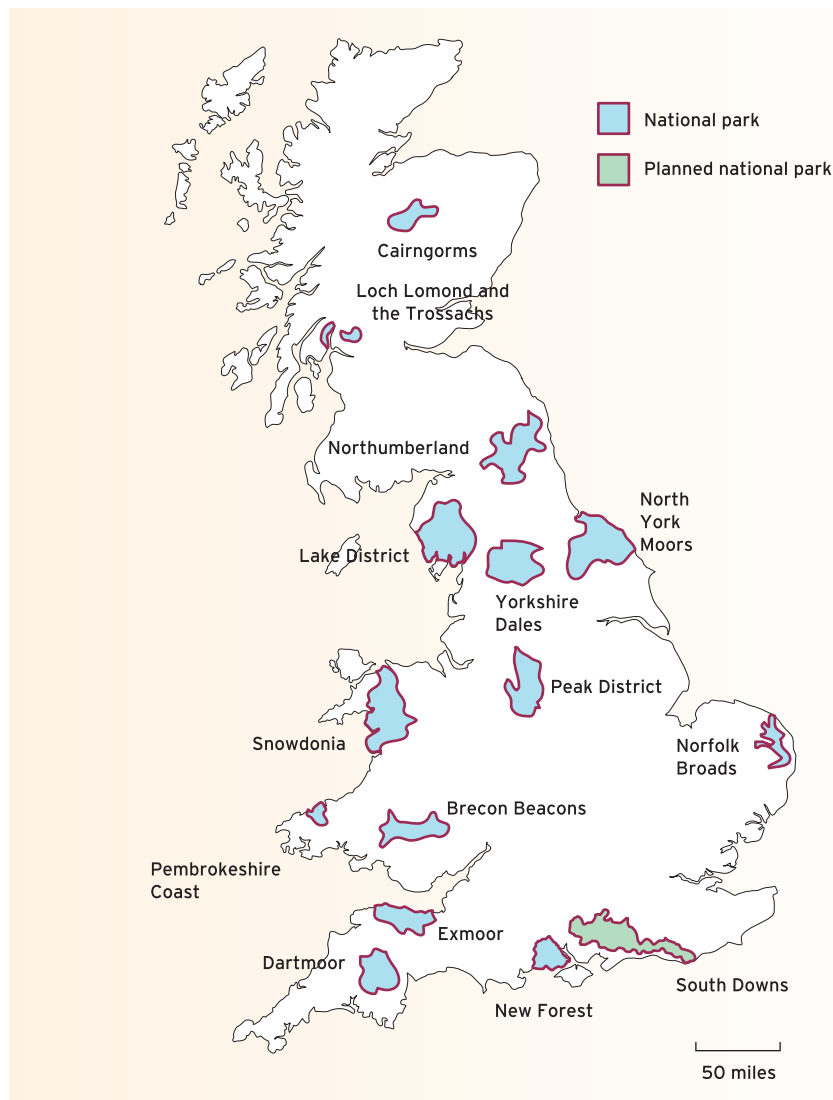 National park
Planned national park
Cairngorms
Loch Lomond and
the Trossachs
Northumberland
North
York
Moors
Lake District
Yorkshire
Dales
Peak District
Snowdonia
Norfolk
Broads
Brecon Beacons
Pembrokeshire
Coast
Exmoor
Dartmoor
South Downs
New Forest
50 miles